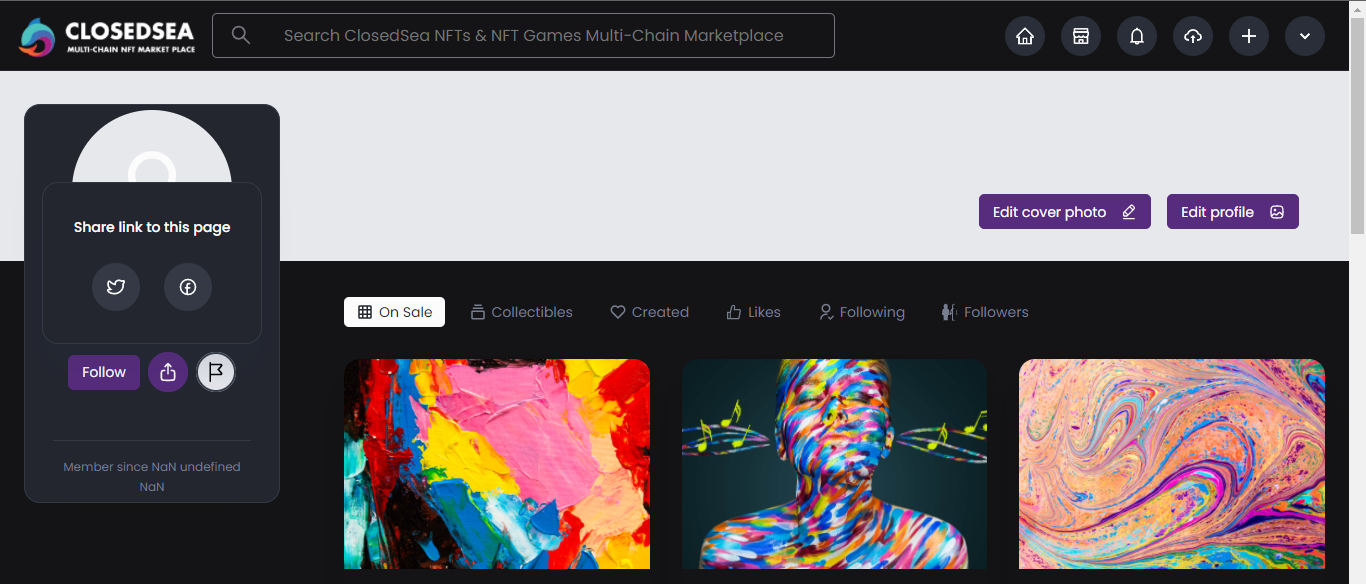 CLOSEDSEA
MULTI-CHAIN NFT MARKET PLACE
Search ClosedSea NFTs & NFT Games Multi-Chain Marketplace
Edit cover photo
Edit profile
Share link to this page
Follow
Member since NaN undefined
NaN
On Sale
Collectibles
Created
Likes
Following
Followers